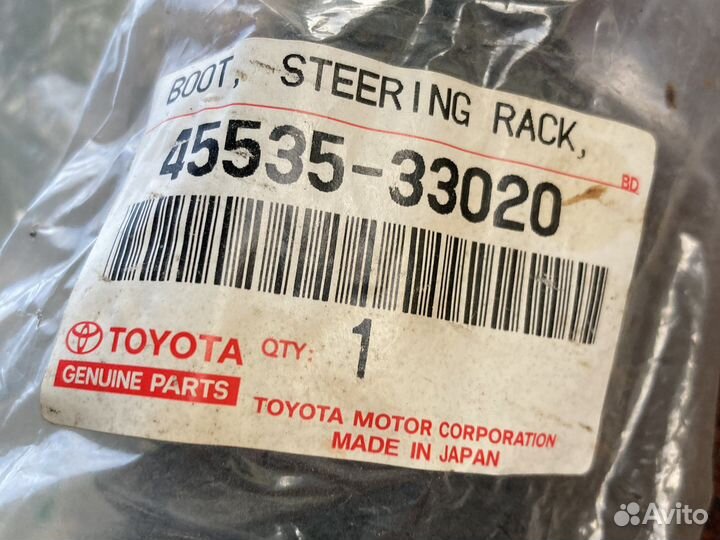 BOOT, STEERING RACK,
45535-33020
BD
TOYOTA QTY: 1
GENUINE PARTS
TOYOTA MOTOR CORPORATION
MADE IN JAPAN
Avito